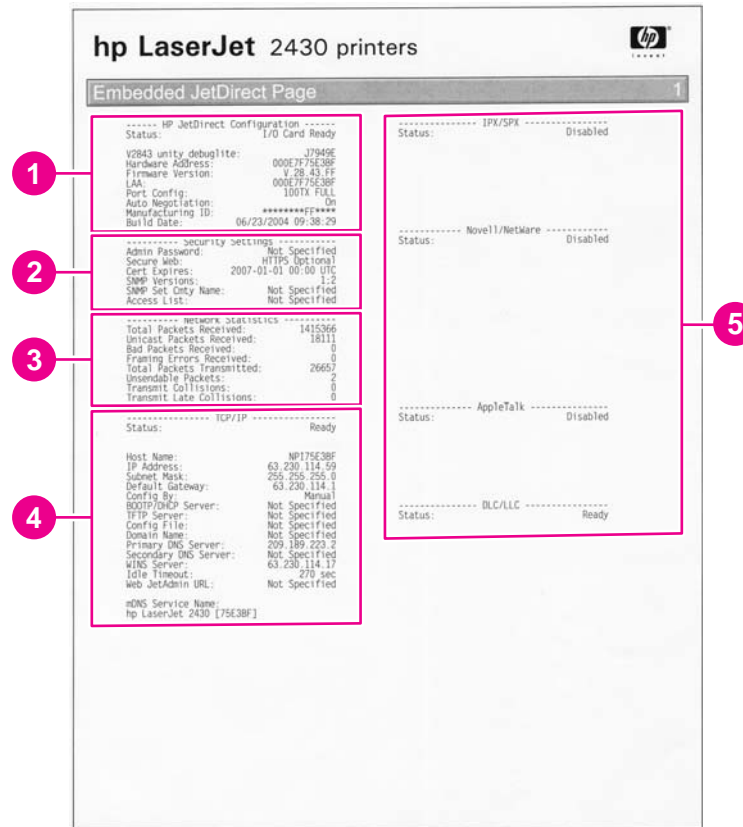 hp LaserJet 2430 printers
hp
invent
Embedded JetDirect Page 1
1
------ HP JetDirect Configuration ------
Status: I/O Card Ready
V2843 unity debuglite: J7949E
Hardware Address: 000E7F75E3BF
Firmware Version: V.28.43.FF
LAA: 000E7F75E3BF
Port Config: 100TX FULL
Auto Negotiation: On
Manufacturing ID: ********FF****
Build Date: 06/23/2004 09:38:29
2
---------- Security Settings -----------
Admin Password: Not Specified
Secure Web: HTTPS Optional
Cert Expires: 2007-01-01 00:00 UTC
SNMP Versions: 1;2
SNMP Set Cmty Name: Not Specified
Access List: Not Specified
3
---------- Network Statistics ----------
Total Packets Received: 1415366
Unicast Packets Received: 18111
Bad Packets Received: 0
Framing Errors Received: 0
Total Packets Transmitted: 26657
Unsendable Packets: 2
Transmit Collisions: 0
Transmit Late Collisions: 0
4
---------------- TCP/IP ----------------
Status: Ready
Host Name: NPI75E3BF
IP Address: 63.230.114.59
Subnet Mask: 255.255.255.0
Default Gateway: 63.230.114.1
Config By: Manual
BOOTP/DHCP Server: Not Specified
TFTP Server: Not Specified
Config File: Not Specified
Domain Name: Not Specified
Primary DNS Server: 209.189.223.2
Secondary DNS Server: Not Specified
WINS Server: 63.230.114.17
Idle Timeout: 270 sec
Web JetAdmin URL: Not Specified
mDNS Service Name:
hp LaserJet 2430 [75E3BF]
5
--------------- IPX/SPX ----------------
Status: Disabled
------------ Novell/NetWare ------------
Status: Disabled
-------------- AppleTalk --------------
Status: Disabled
--------------- DLC/LLC ----------------
Status: Ready